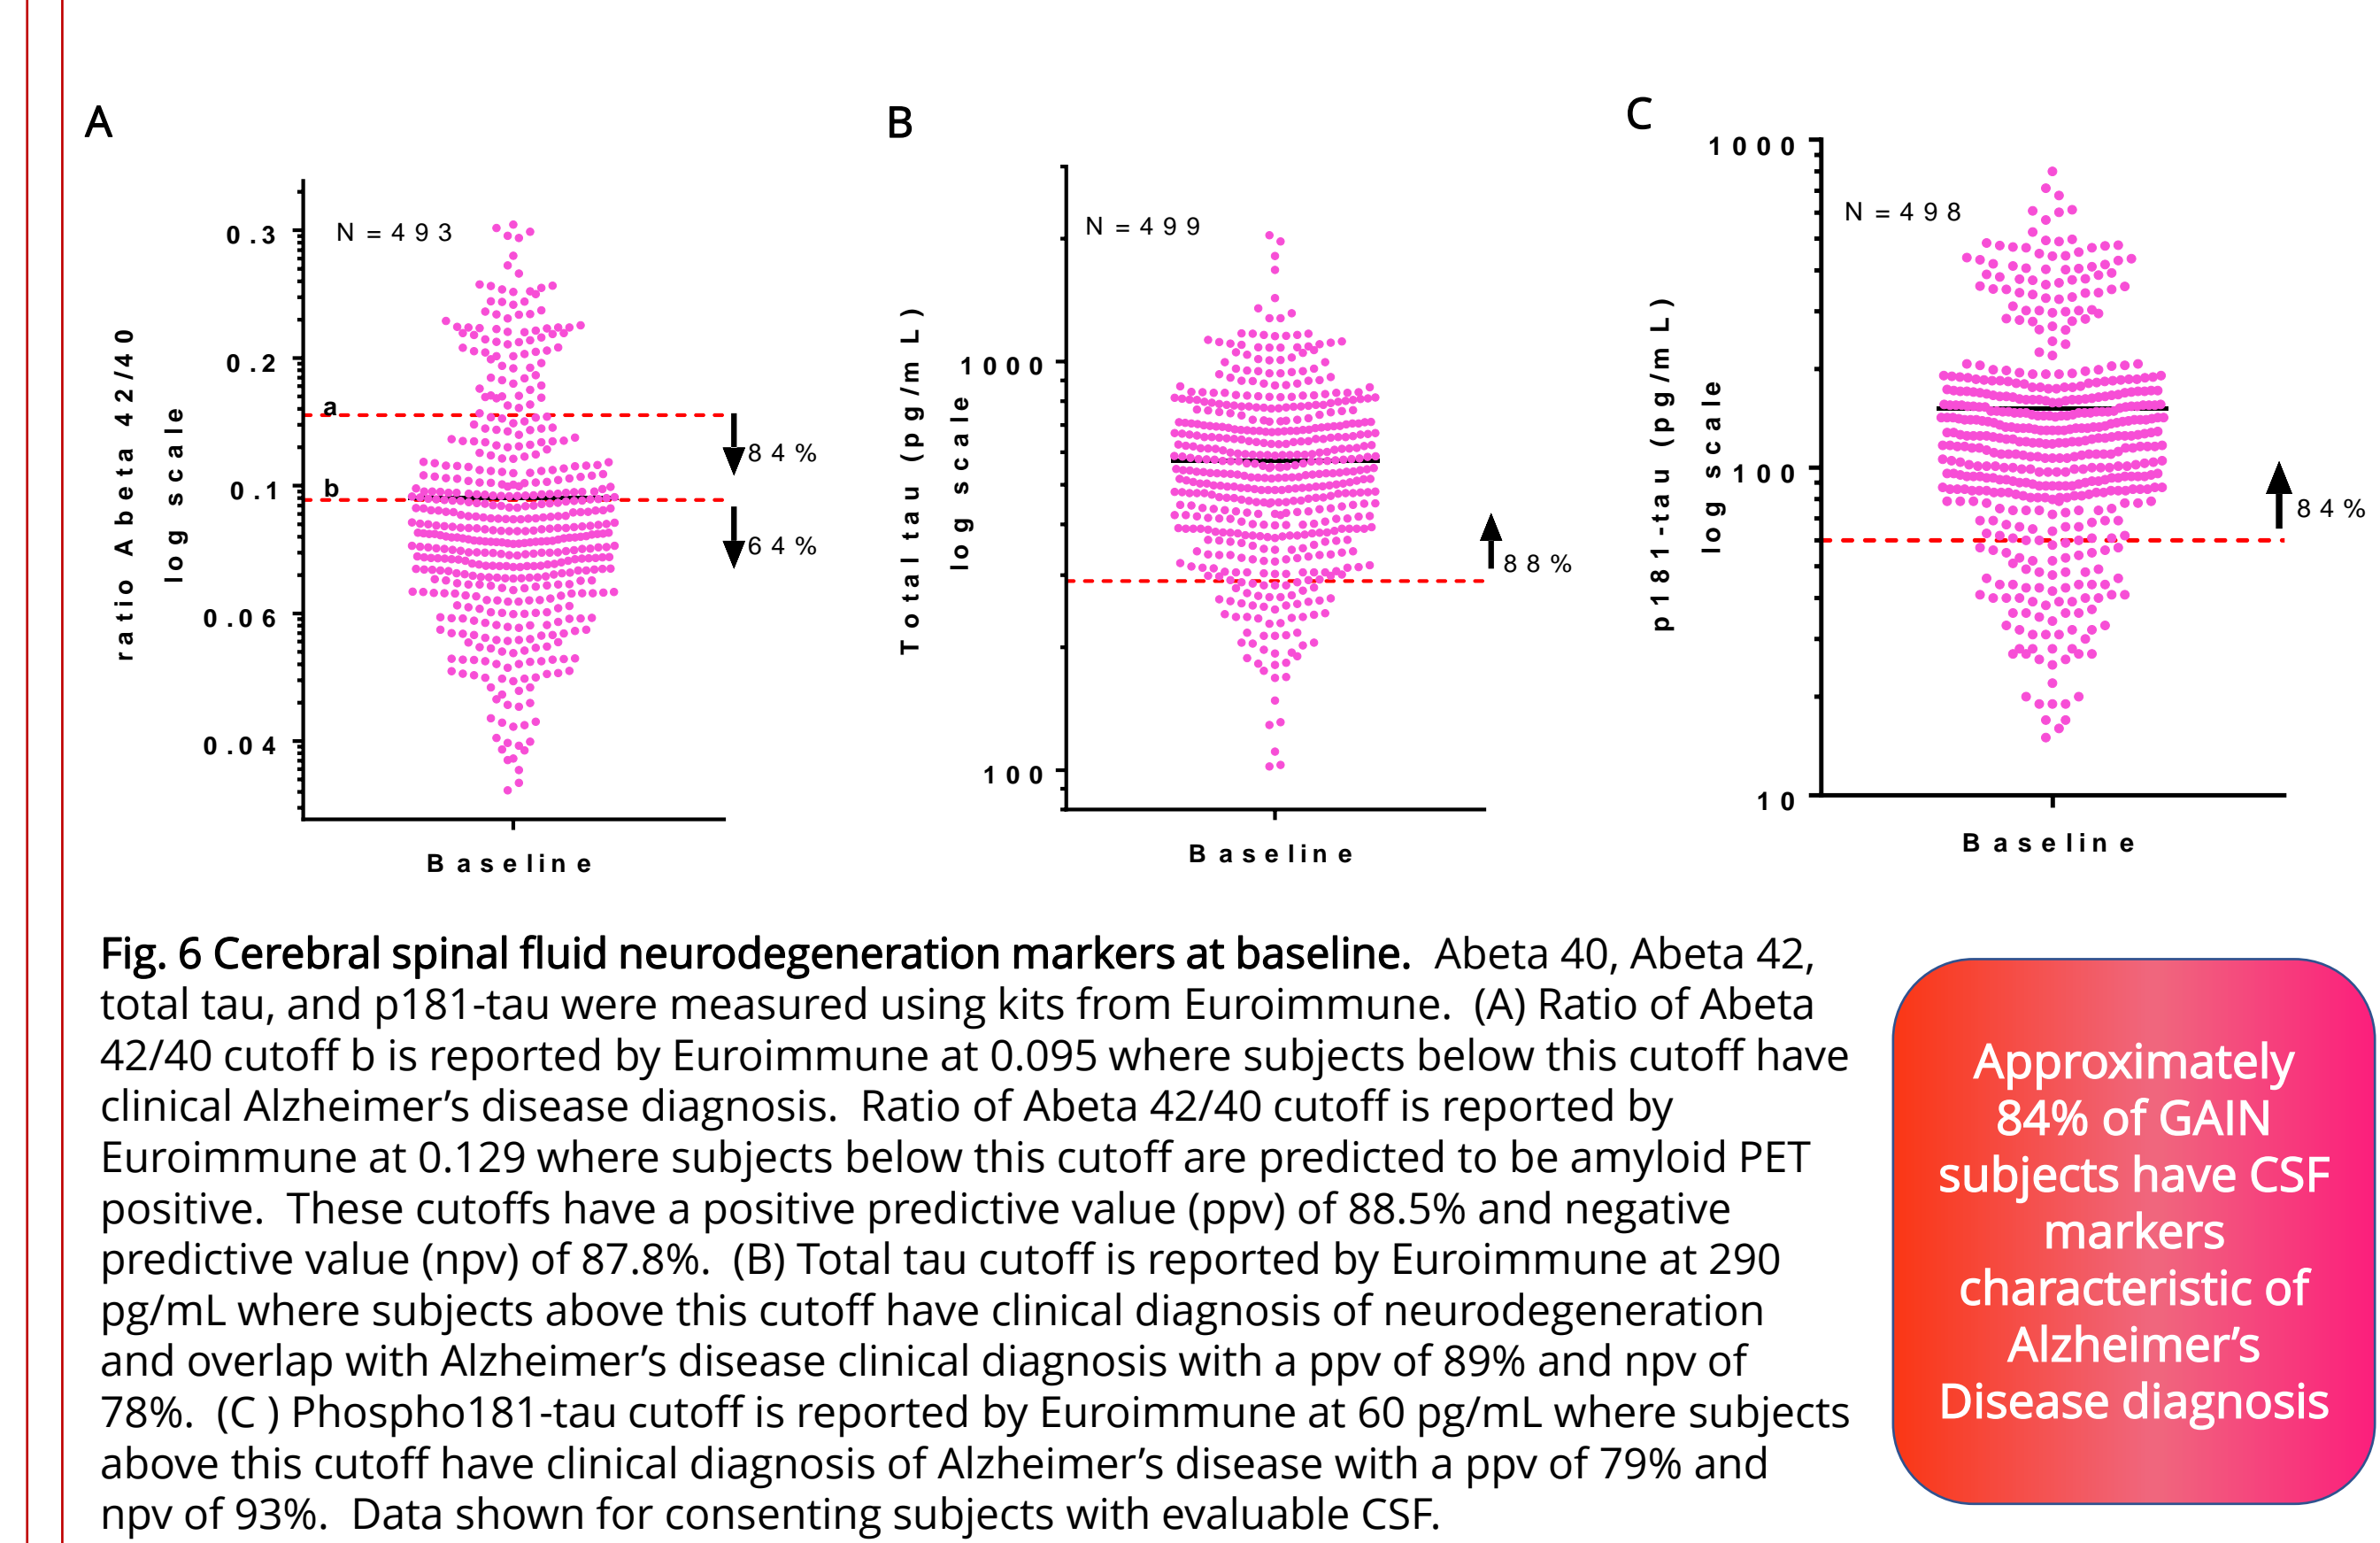 A
B
C
ratio Abeta 42/40
log scale
0.3
0.2
0.1
0.06
0.04
N=493
a
b
84%
64%
Baseline
Total tau (pg/mL)
log scale
1000
100
N=499
88%
Baseline
p181-tau (pg/mL)
log scale
1000
100
10
N=498
84%
Baseline
Fig. 6 Cerebral spinal fluid neurodegeneration markers at baseline. Abeta 40, Abeta 42,
total tau, and p181-tau were measured using kits from Euroimmune. (A) Ratio of Abeta
42/40 cutoff b is reported by Euroimmune at 0.095 where subjects below this cutoff have
clinical Alzheimer’s disease diagnosis. Ratio of Abeta 42/40 cutoff is reported by
Euroimmune at 0.129 where subjects below this cutoff are predicted to be amyloid PET
positive. These cutoffs have a positive predictive value (ppv) of 88.5% and negative
predictive value (npv) of 87.8%. (B) Total tau cutoff is reported by Euroimmune at 290
pg/mL where subjects above this cutoff have clinical diagnosis of neurodegeneration
and overlap with Alzheimer’s disease clinical diagnosis with a ppv of 89% and npv of
78%. (C ) Phospho181-tau cutoff is reported by Euroimmune at 60 pg/mL where subjects
above this cutoff have clinical diagnosis of Alzheimer’s disease with a ppv of 79% and
npv of 93%. Data shown for consenting subjects with evaluable CSF.
Approximately
84% of GAIN
subjects have CSF
markers
characteristic of
Alzheimer’s
Disease diagnosis